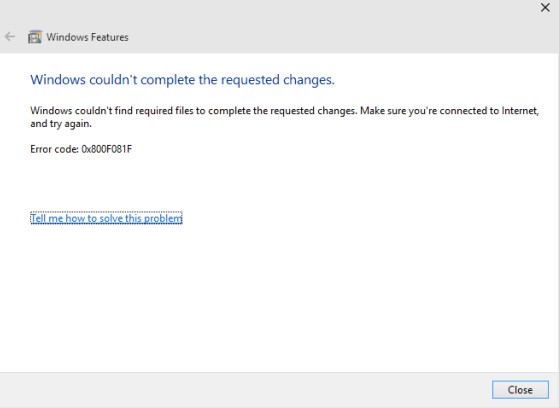 Windows Features
Windows couldn't complete the requested changes.
Windows couldn't find required files to complete the requested changes. Make sure you're connected to Internet,
and try again.
Error code: 0x800F081F
Tell me how to solve this problem
Close